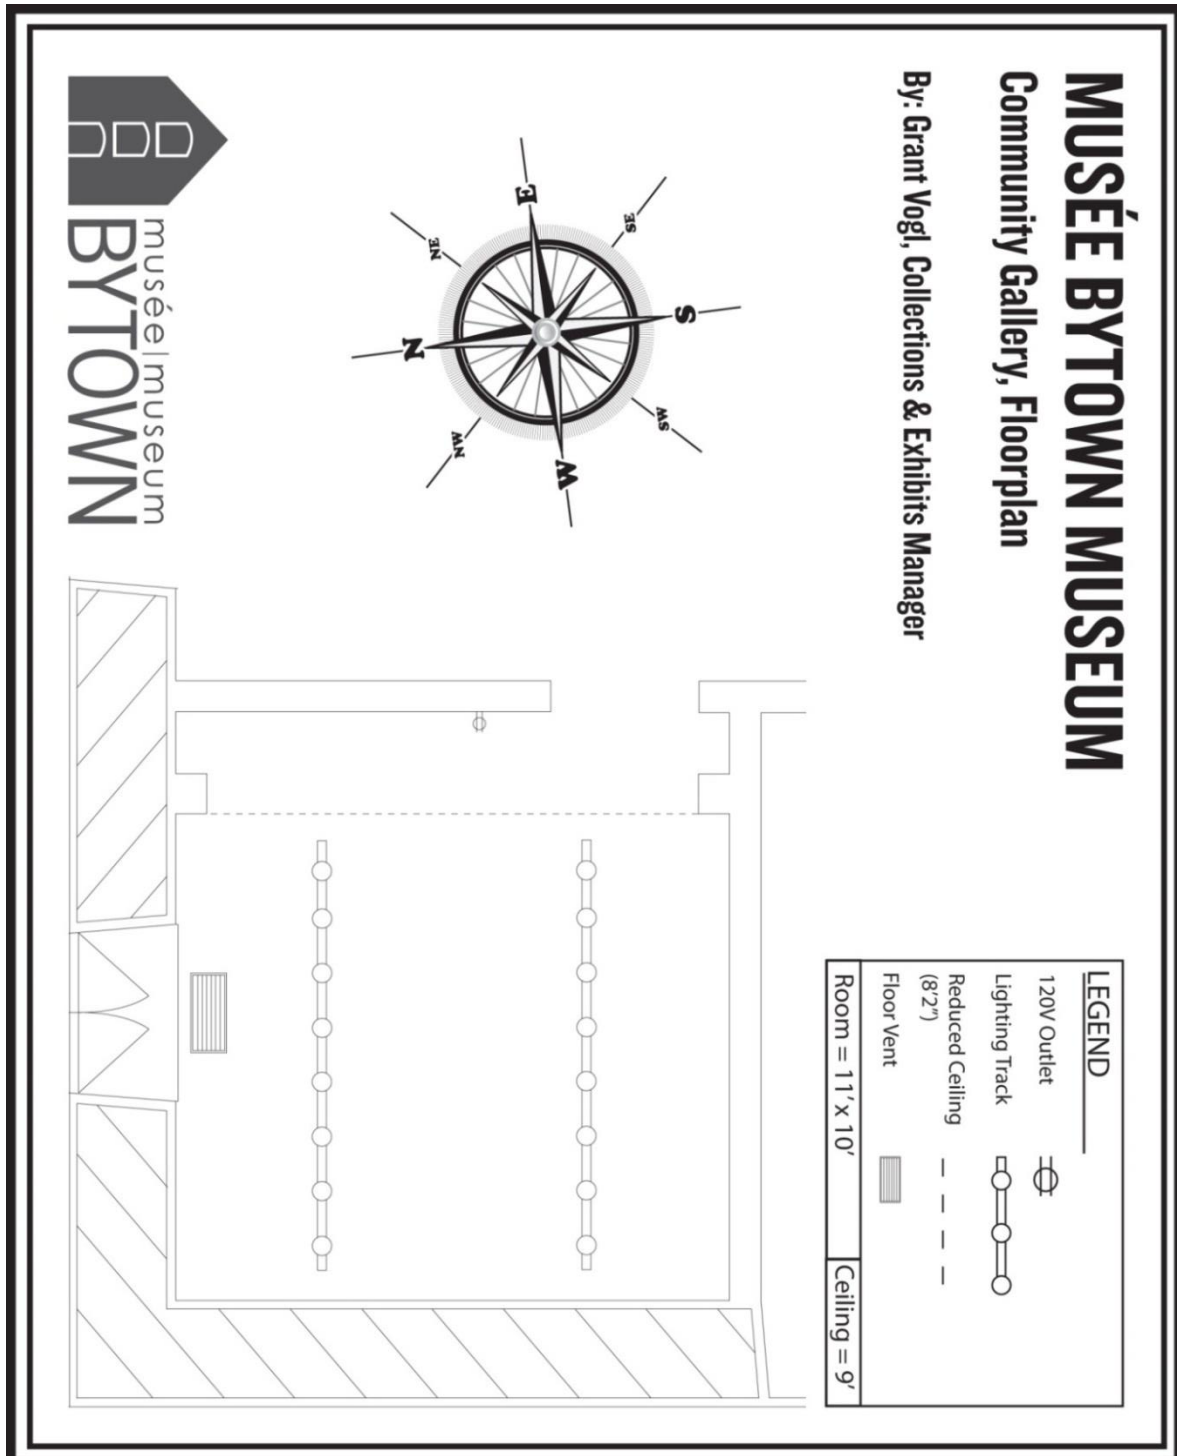 MUSÉE BYTOWN MUSEUM
Community Gallery, Floorplan
By: Grant Vogl, Collections & Exhibits Manager
N
NE
E
SE
S
SW
W
NW
musée|museum
BYTOWN
LEGEND
120V Outlet
Lighting Track
Reduced Ceiling
(8'2")
Floor Vent
Room = 11' x 10'
Ceiling = 9'